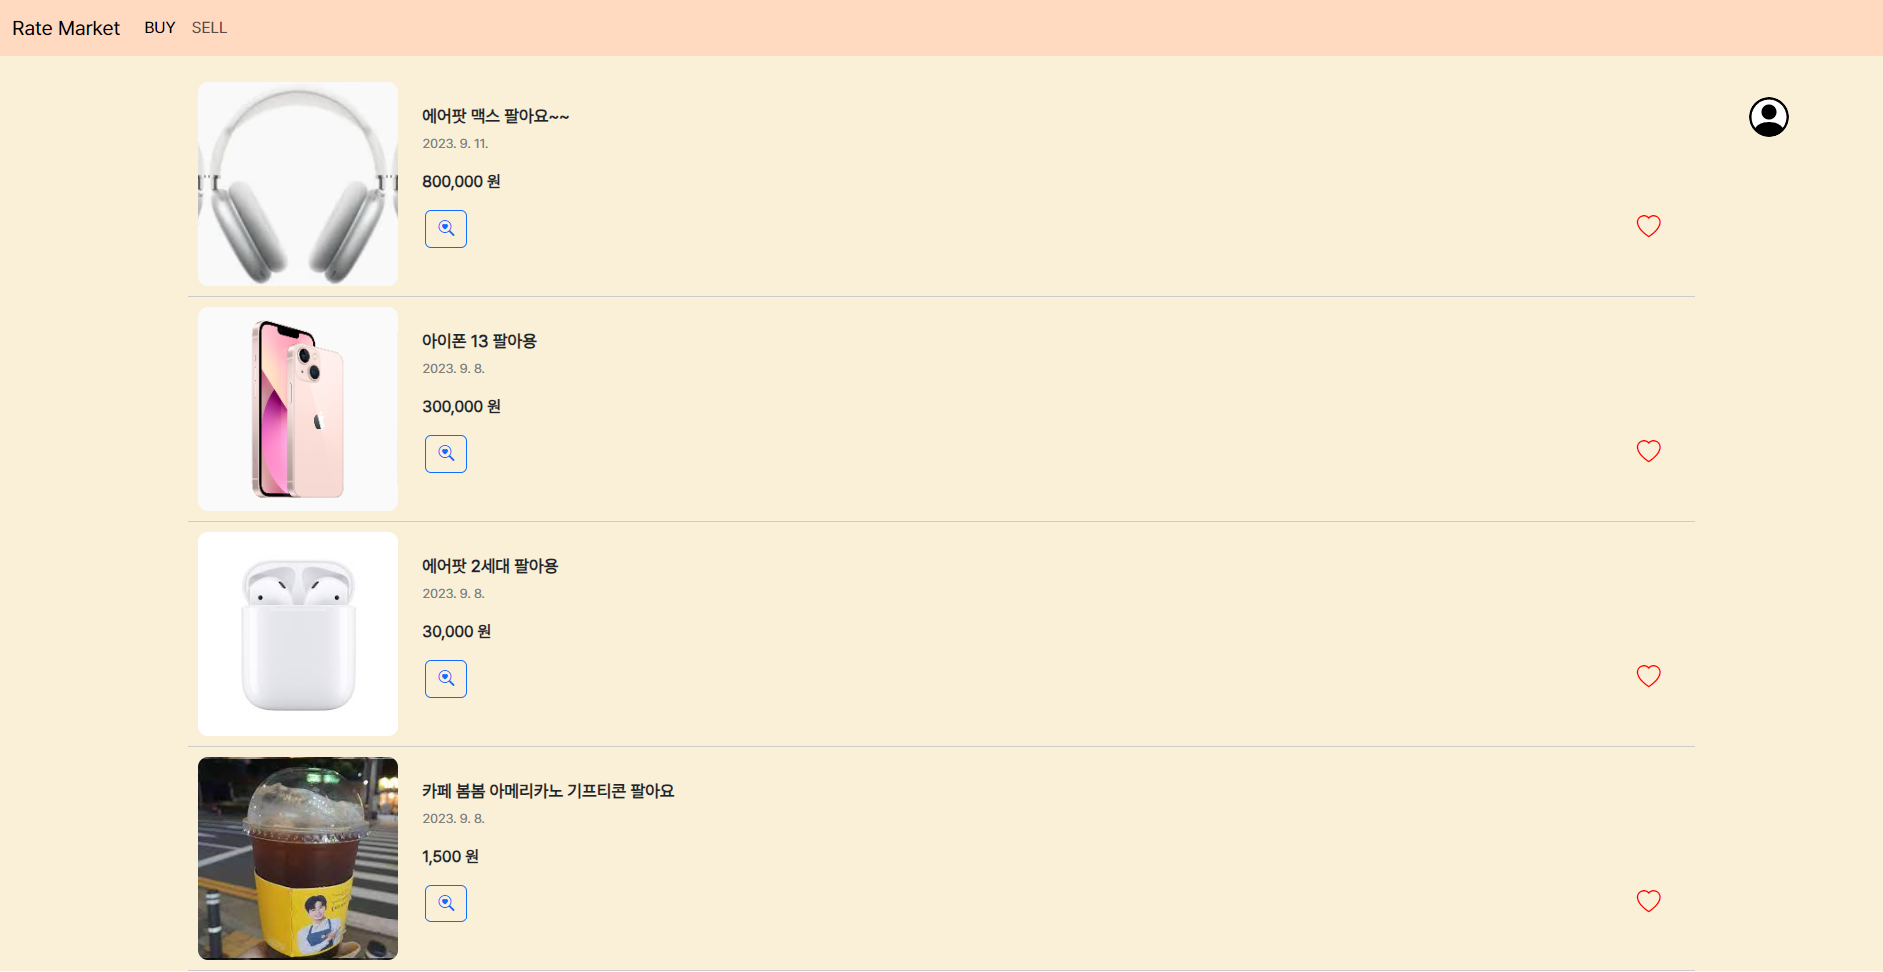 Rate Market BUY SELL
에어팟 맥스 팔아요~~
2023. 9. 11.
800,000 원
아이폰 13 팔아용
2023. 9. 8.
300,000 원
에어팟 2세대 팔아용
2023. 9. 8.
30,000 원
카페 봄봄 아메리카노 기프티콘 팔아요
2023. 9. 8.
1,500 원